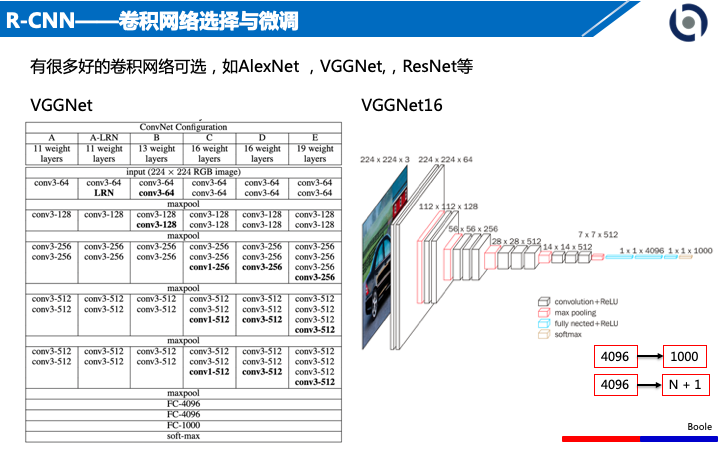 R-CNN——卷积网络选择与微调
有很多好的卷积网络可选，如AlexNet ，VGGNet,，ResNet等
VGGNet
ConvNet Configuration
A A-LRN B C D E
11 weight layers 11 weight layers 13 weight layers 16 weight layers 16 weight layers 19 weight layers
input (224 × 224 RGB image)
conv3-64 conv3-64 conv3-64 conv3-64 conv3-64 conv3-64
LRN conv3-64 conv3-64 conv3-64 conv3-64
maxpool
conv3-128 conv3-128 conv3-128 conv3-128 conv3-128 conv3-128
conv3-128 conv3-128 conv3-128 conv3-128
maxpool
conv3-256 conv3-256 conv3-256 conv3-256 conv3-256 conv3-256
conv3-256 conv3-256 conv3-256 conv3-256 conv3-256 conv3-256
conv1-256 conv3-256 conv3-256
conv3-256
maxpool
conv3-512 conv3-512 conv3-512 conv3-512 conv3-512 conv3-512
conv3-512 conv3-512 conv3-512 conv3-512 conv3-512 conv3-512
conv1-512 conv3-512 conv3-512
conv3-512
maxpool
conv3-512 conv3-512 conv3-512 conv3-512 conv3-512 conv3-512
conv3-512 conv3-512 conv3-512 conv3-512 conv3-512 conv3-512
conv1-512 conv3-512 conv3-512
conv3-512
maxpool
FC-4096
FC-4096
FC-1000
soft-max
VGGNet16
224 x 224 x 3 224 x 224 x 64
112 x 112 x 128
56 x 56 x 256
28 x 28 x 512
14 x 14 x 512
7 x 7 x 512
1 x 1 x 4096
1 x 1 x 1000
convolution+ReLU
max pooling
fully nected+ReLU
softmax
4096 1000
4096 N + 1
Boole